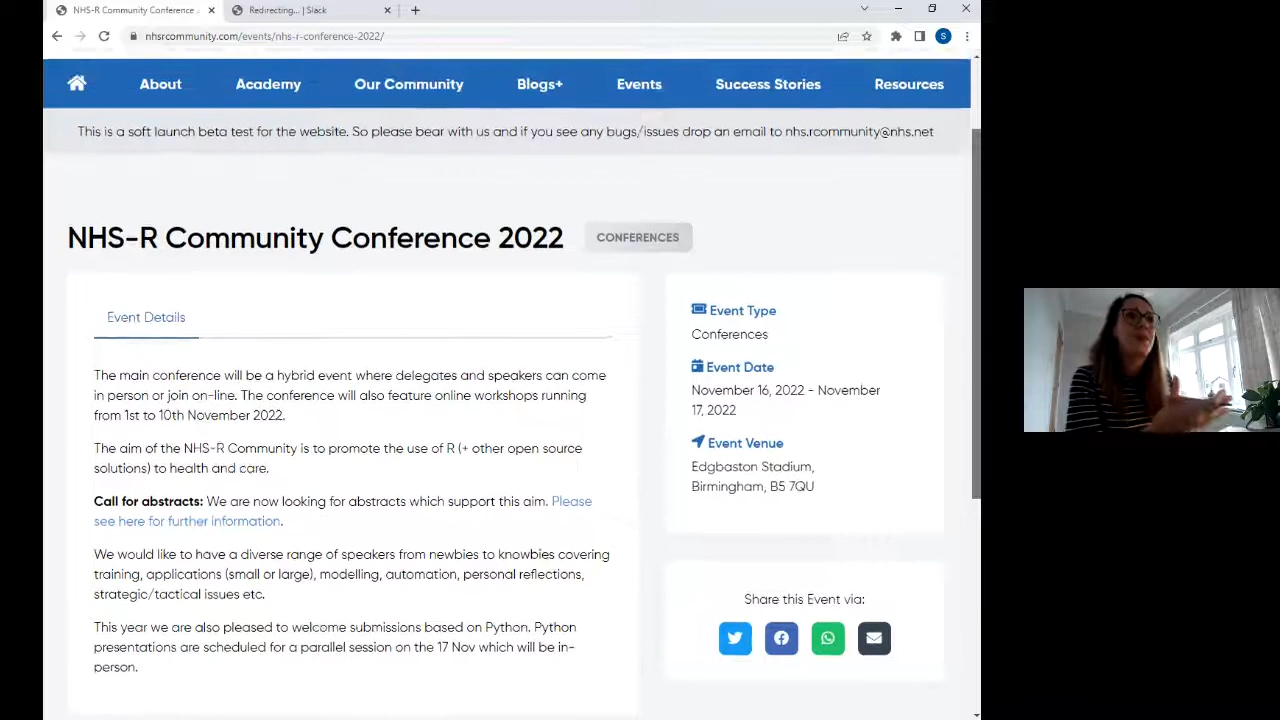 NHS-R Community Conference
Redirecting... | Slack
nhsrcommunity.com/events/nhs-r-conference-2022/
S
About
Academy
Our Community
Blogs+
Events
Success Stories
Resources
This is a soft launch beta test for the website. So please bear with us and if you see any bugs/issues drop an email to nhs.rcommunity@nhs.net
NHS-R Community Conference 2022
CONFERENCES
Event Details
The main conference will be a hybrid event where delegates and speakers can come
in person or join on-line. The conference will also feature online workshops running
from 1st to 10th November 2022.
The aim of the NHS-R Community is to promote the use of R (+ other open source
solutions) to health and care.
Call for abstracts: We are now looking for abstracts which support this aim. Please
see here for further information.
We would like to have a diverse range of speakers from newbies to knowbies covering
training, applications (small or large), modelling, automation, personal reflections,
strategic/tactical issues etc.
This year we are also pleased to welcome submissions based on Python. Python
presentations are scheduled for a parallel session on the 17 Nov which will be in-
person.
Event Type
Conferences
Event Date
November 16, 2022 - November
17, 2022
Event Venue
Edgbaston Stadium,
Birmingham, B5 7QU
Share this Event via: